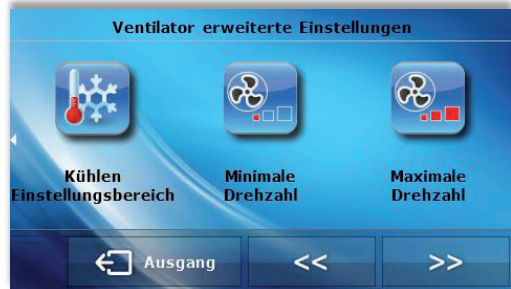 Ventilator erweiterte Einstellungen
Kühlen
Einstellungsbereich
Minimale
Drehzahl
Maximale
Drehzahl
Ausgang
<<
>>